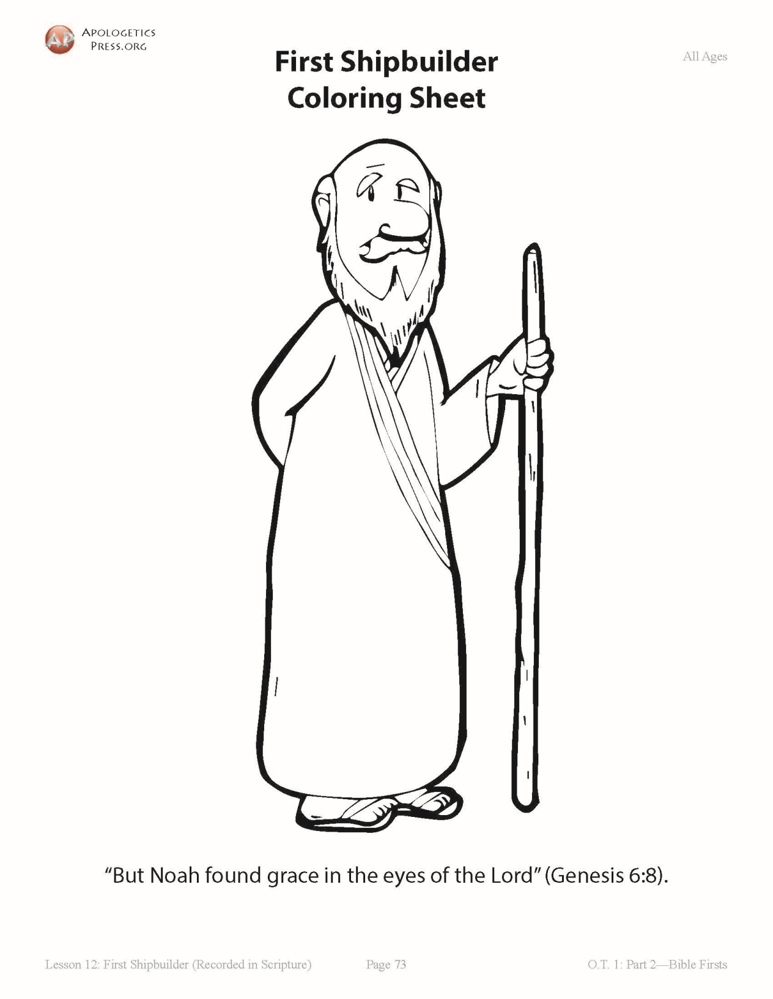 AP APOLOGETICS
PRESS.ORG
All Ages
First Shipbuilder
Coloring Sheet
“But Noah found grace in the eyes of the Lord” (Genesis 6:8).
Lesson 12: First Shipbuilder (Recorded in Scripture) Page 73 O.T. 1: Part 2—Bible Firsts